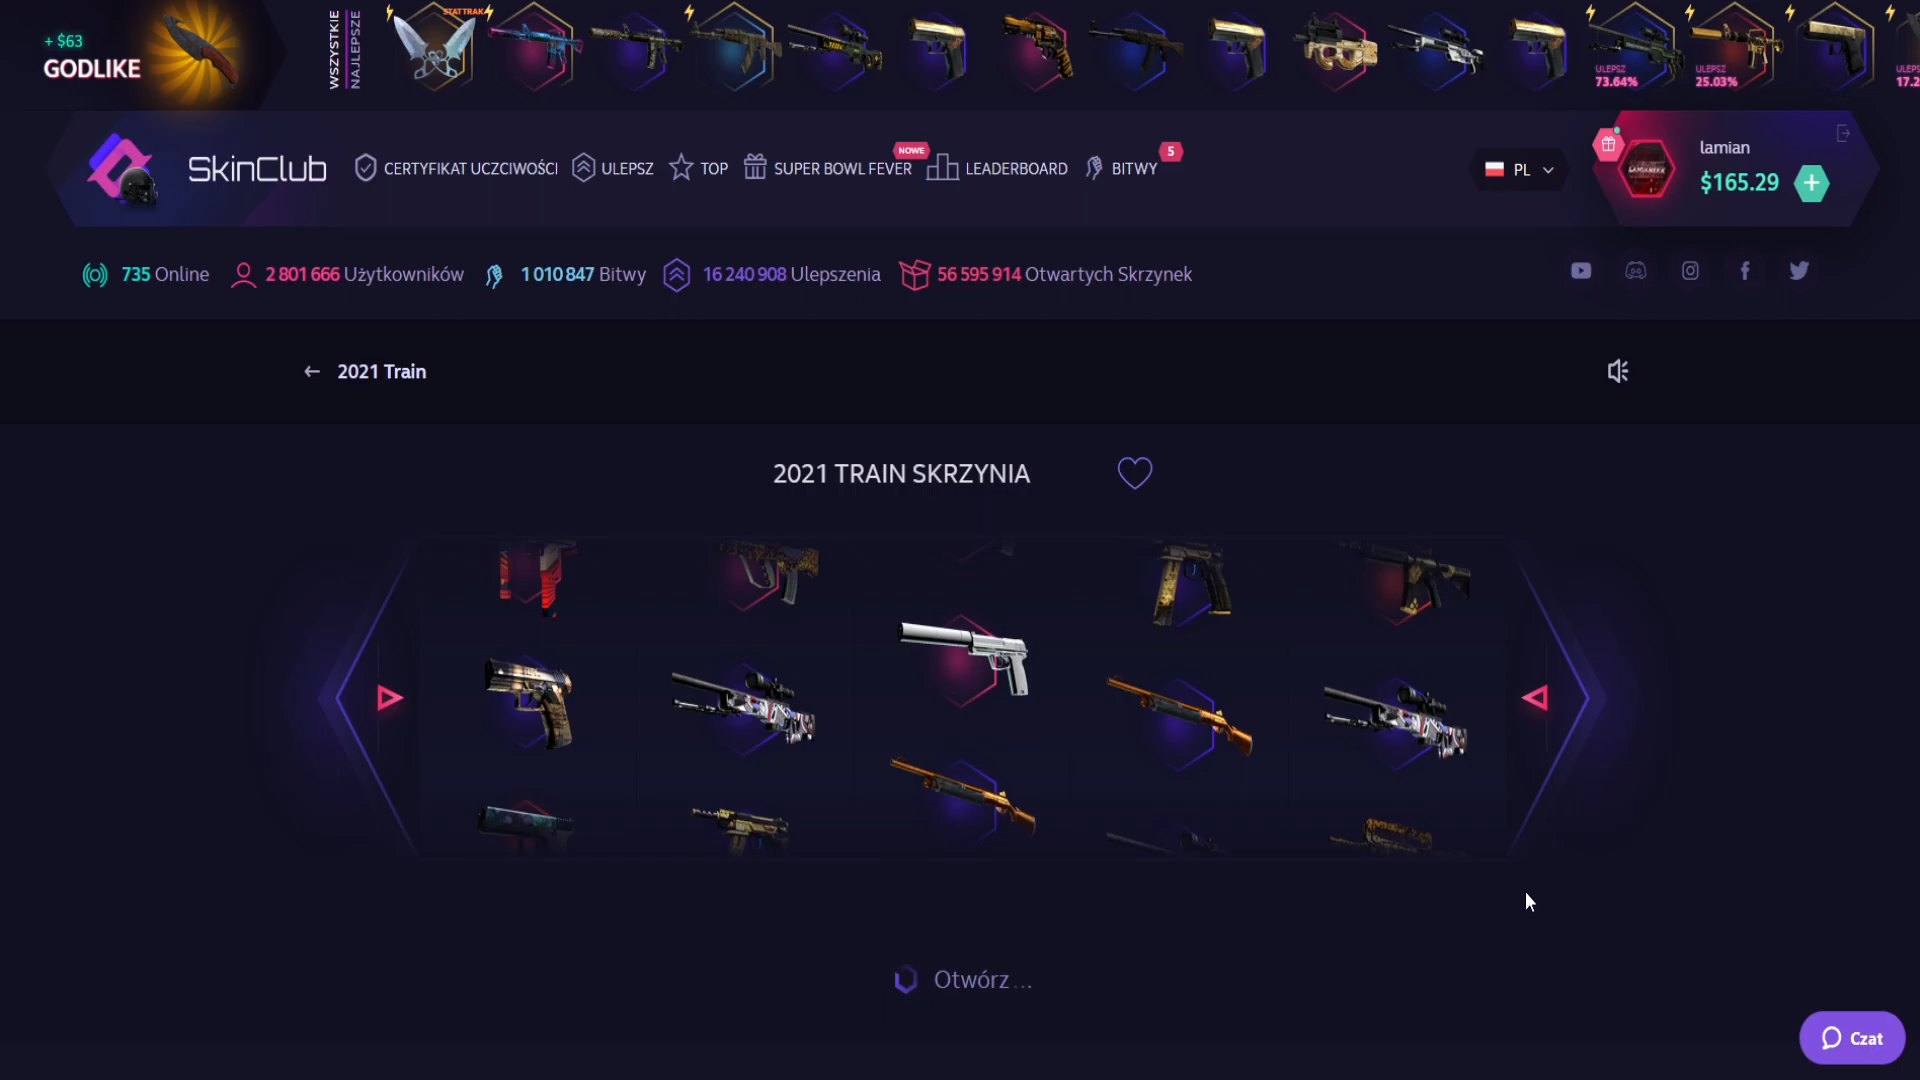 STATTRAK
+ $63
GODLIKE
WSZYSTKIE
NAJLEPSZE
ULEPSZ
73.64%
ULEPSZ
25.03%
SKINCLUB
CERTYFIKAT UCZCIWOŚCI
ULEPSZ
TOP
SUPER BOWL FEVER
NOWE
LEADERBOARD
BITWY
5
PL
LAMIANEKK
lamian
$165.29
735 Online
2 801 666 Użytkowników
1 010 847 Bitwy
16 240 908 Ulepszenia
56 595 914 Otwartych Skrzynek
2021 Train
2021 TRAIN SKRZYNIA
Otwórz ...
Czat